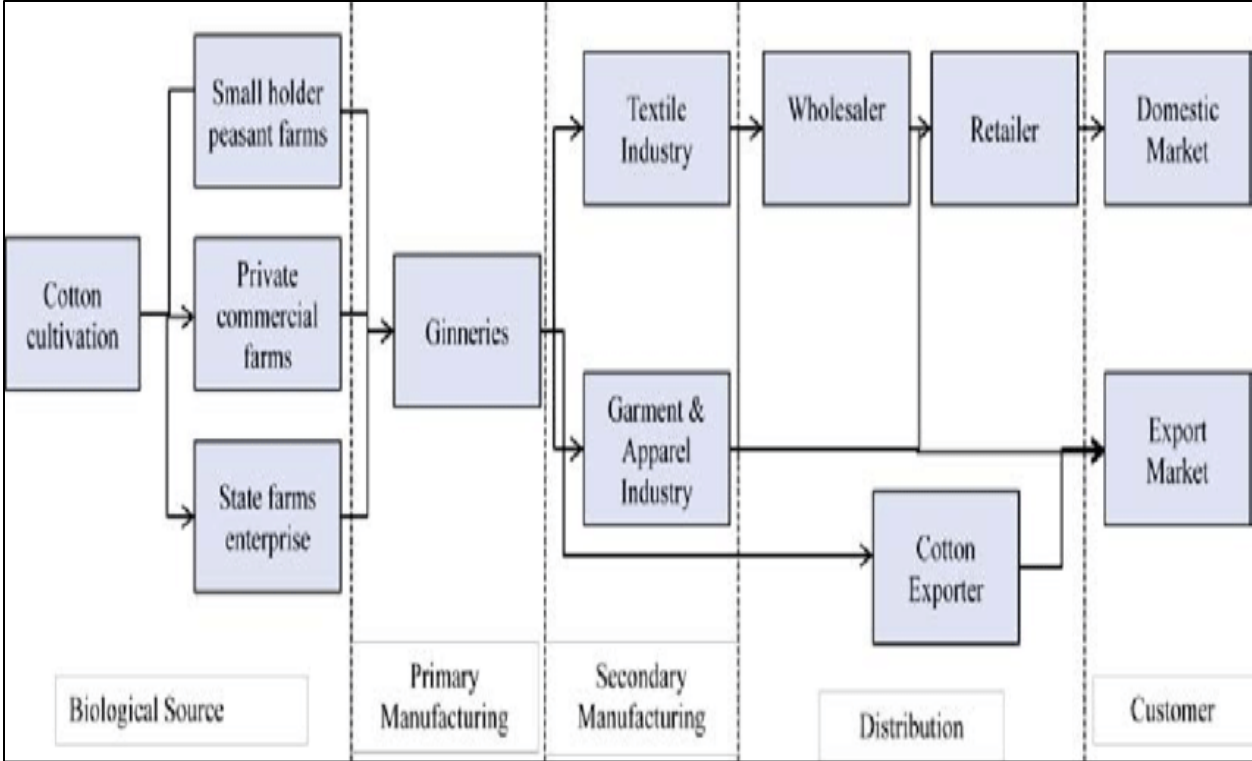 Small holder
peasant farms
Textile
Industry
Wholesaler
Retailer
Domestic
Market
Cotton
cultivation
Private
commercial
farms
Ginneries
Garment &
Apparel
Industry
Export
Market
State farms
enterprise
Cotton
Exporter
Biological Source
Primary
Manufacturing
Secondary
Manufacturing
Distribution
Customer